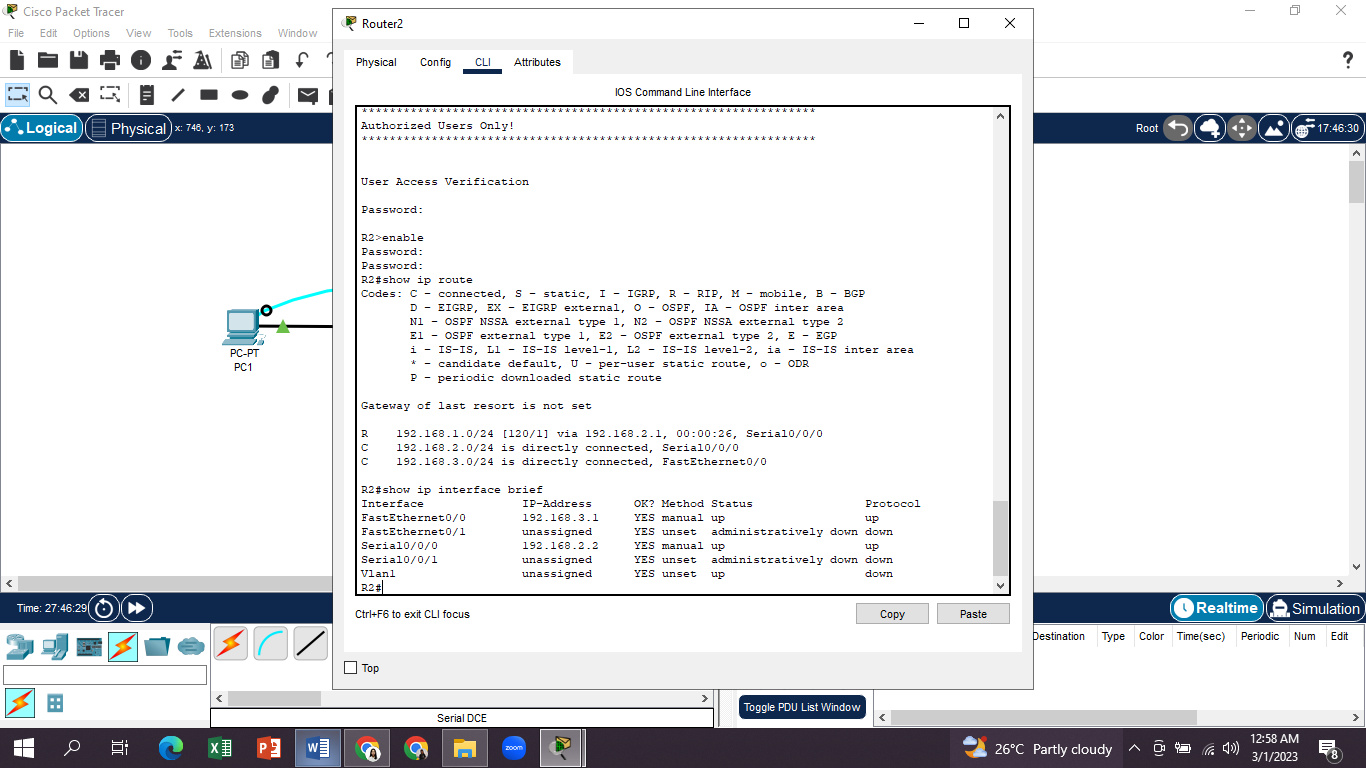 Cisco Packet Tracer
File Edit Options View Tools Extensions Window
Logical
Physical
x: 746, y: 173
Root
17:46:30
PC-PT
PC1
Router2
Physical Config CLI Attributes
IOS Command Line Interface
*****************************************************************
Authorized Users Only!
*****************************************************************
User Access Verification
Password:
R2>enable
Password:
Password:
R2#show ip route
Codes: C - connected, S - static, I - IGRP, R - RIP, M - mobile, B - BGP
D - EIGRP, EX - EIGRP external, O - OSPF, IA - OSPF inter area
N1 - OSPF NSSA external type 1, N2 - OSPF NSSA external type 2
E1 - OSPF external type 1, E2 - OSPF external type 2, E - EGP
i - IS-IS, L1 - IS-IS level-1, L2 - IS-IS level-2, ia - IS-IS inter area
* - candidate default, U - per-user static route, o - ODR
P - periodic downloaded static route
Gateway of last resort is not set
R 192.168.1.0/24 [120/1] via 192.168.2.1, 00:00:26, Serial0/0/0
C 192.168.2.0/24 is directly connected, Serial0/0/0
C 192.168.3.0/24 is directly connected, FastEthernet0/0
R2#show ip interface brief
Interface IP-Address OK? Method Status Protocol
FastEthernet0/0 192.168.3.1 YES manual up up
FastEthernet0/1 unassigned YES unset administratively down down
Serial0/0/0 192.168.2.2 YES manual up up
Serial0/0/1 unassigned YES unset administratively down down
Vlan1 unassigned YES unset up down
R2#
Ctrl+F6 to exit CLI focus
Copy
Paste
Top
Time: 27:46:29
Realtime
Simulation
Destination Type Color Time(sec) Periodic Num Edit
Serial DCE
Toggle PDU List Window
zoom
26°C Partly cloudy
12:58 AM
3/1/2023
8